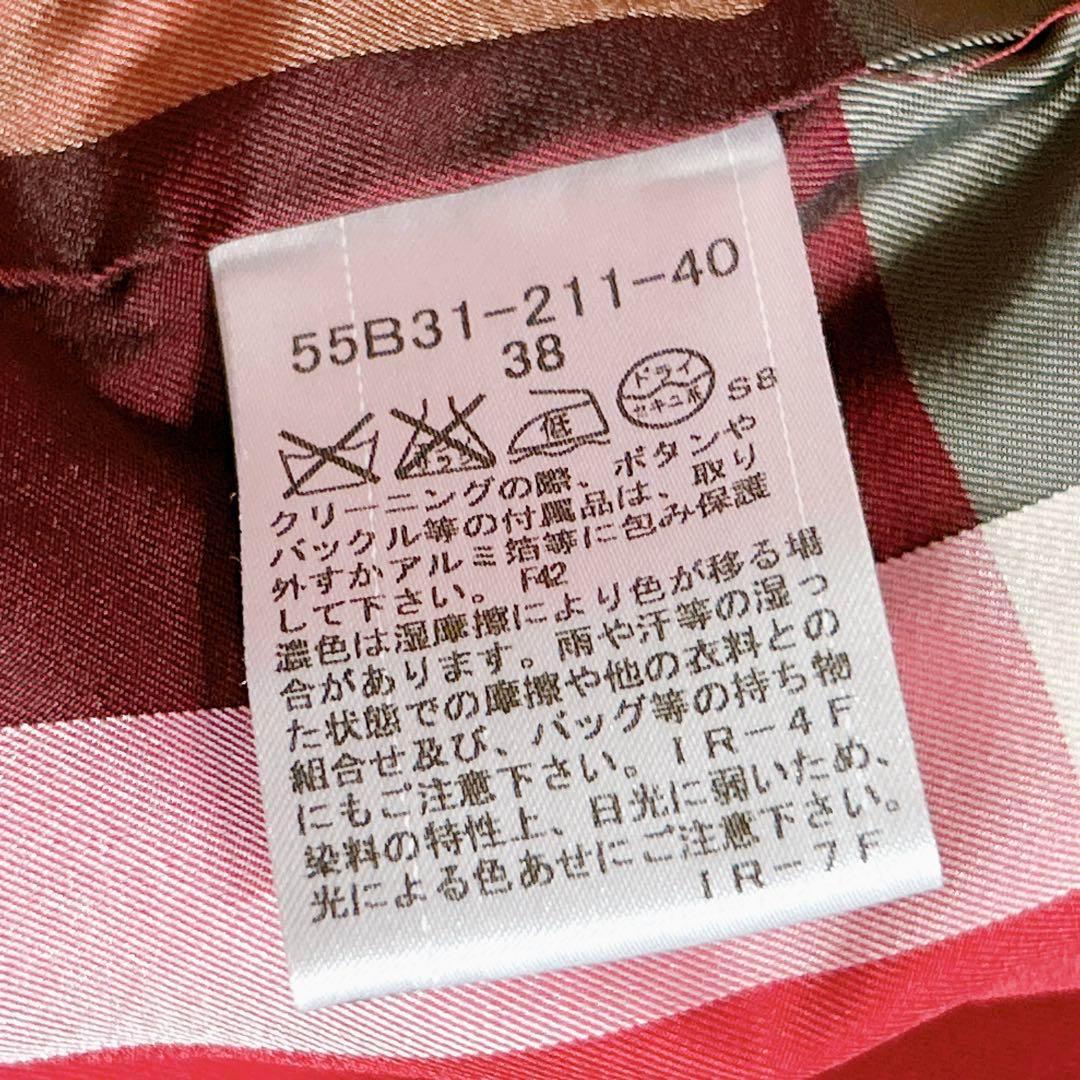 55B31-211-40
38
低
ドライ
セキユ系
S8
クリーニングの際、ボタンや
バックル等の付属品は、取り
外すかアルミ箔等に包み保護
して下さい。 F42
濃色は湿摩擦により色が移る場
合があります。雨や汗等の湿っ
た状態での摩擦や他の衣料との
組合せ及び、バッグ等の持ち物
にもご注意下さい。IR-4F
染料の特性上、日光に弱いため、
光による色あせにご注意下さい。
IR-7F